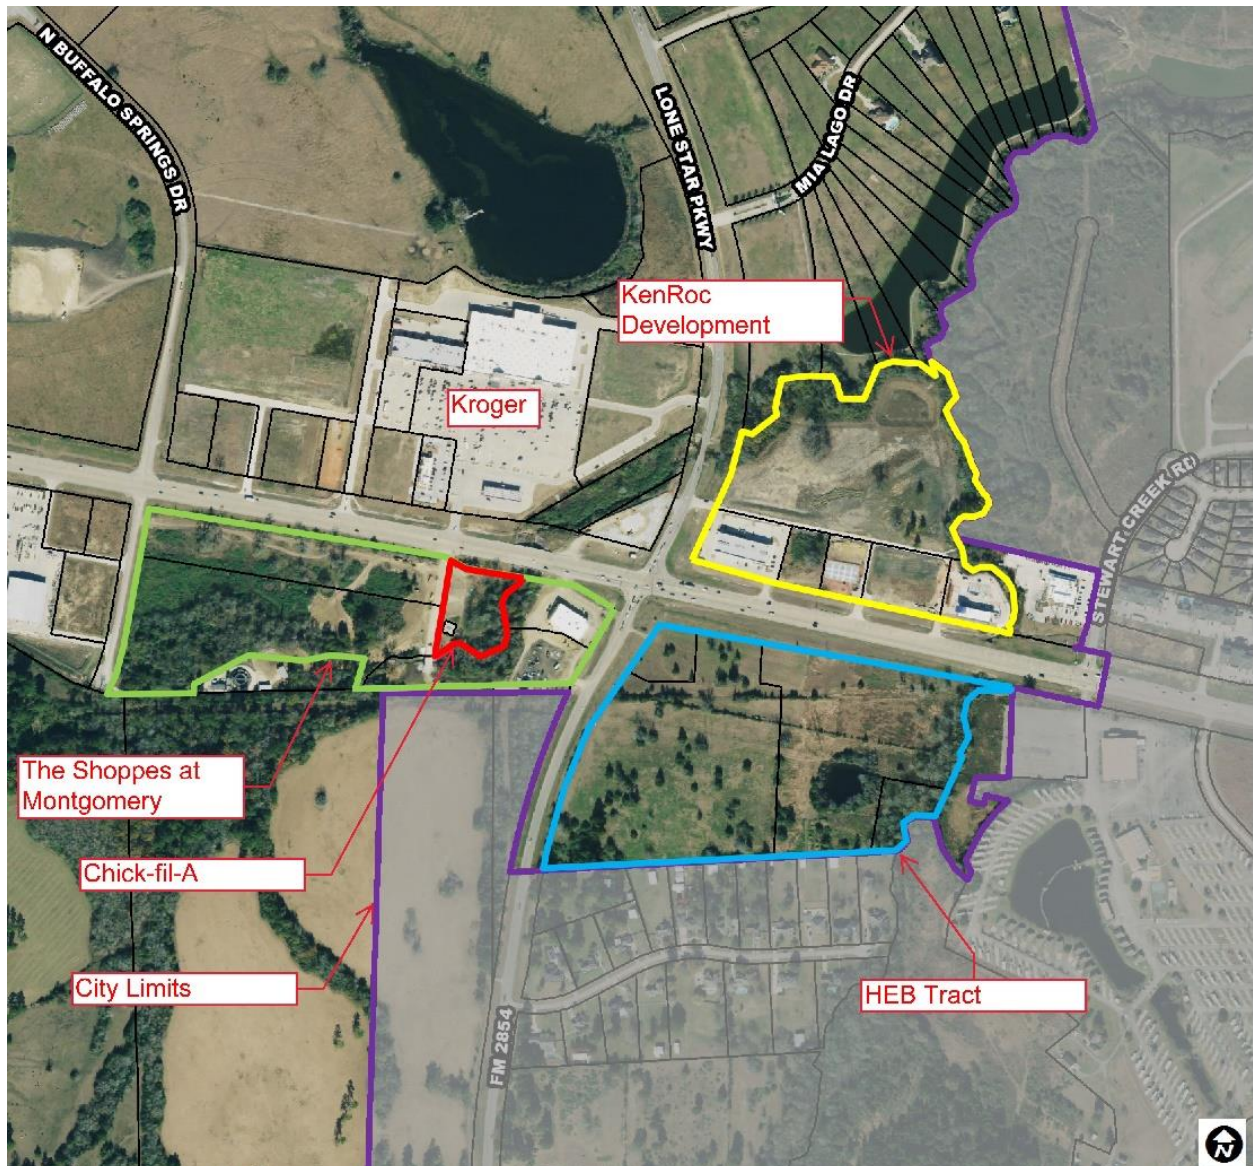 N BUFFALO SPRINGS DR
LONE STAR PKWY
MIA LAGO DR
KenRoc
Development
Kroger
STEWART CREEK RD
The Shoppes at
Montgomery
Chick-fil-A
City Limits
HEB Tract
FM 2854
N